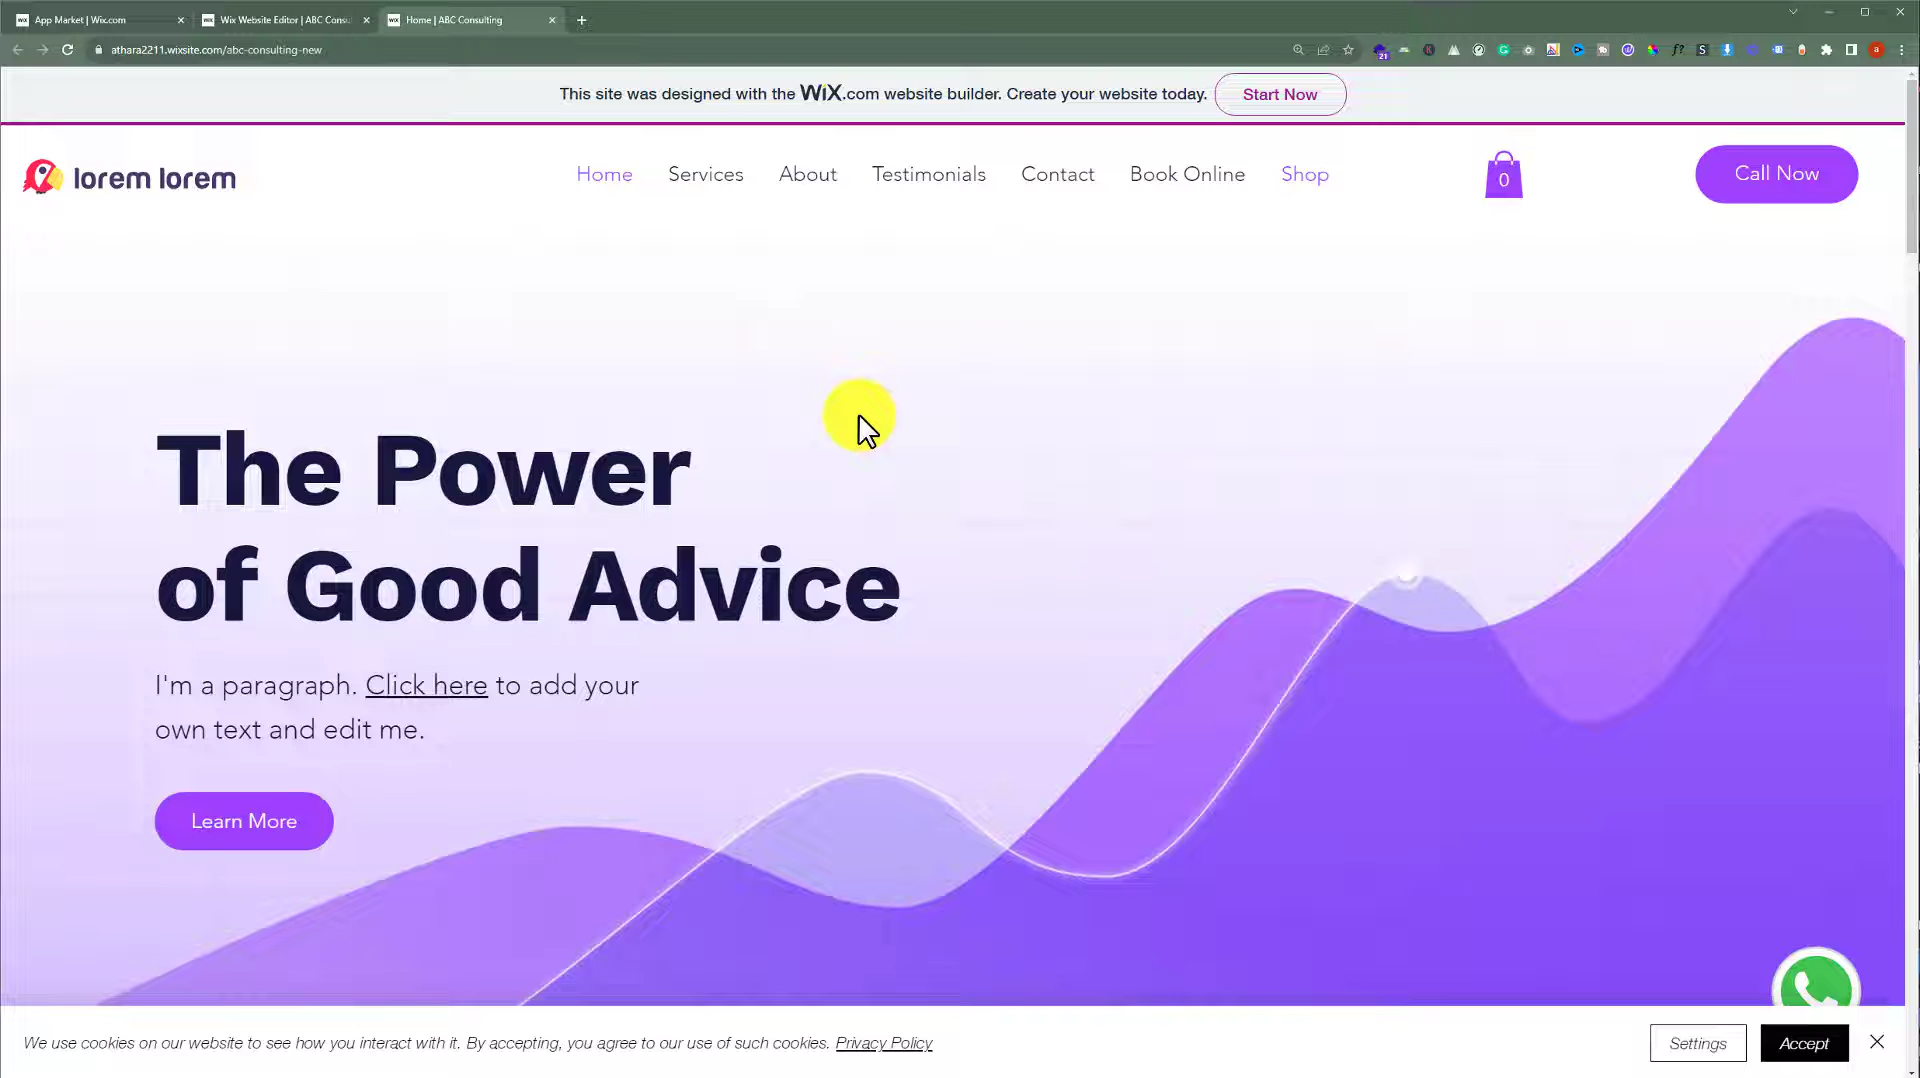 App Market | Wix.com
Wix Website Editor | ABC Consu
Home | ABC Consulting
athara2211.wixsite.com/abc-consulting-new
21
This site was designed with the WiX.com website builder. Create your website today.
Start Now
lorem lorem
Home
Services
About
Testimonials
Contact
Book Online
Shop
0
Call Now
The Power
of Good Advice
I'm a paragraph. Click here to add your
own text and edit me.
Learn More
We use cookies on our website to see how you interact with it. By accepting, you agree to our use of such cookies. Privacy Policy
Settings
Accept